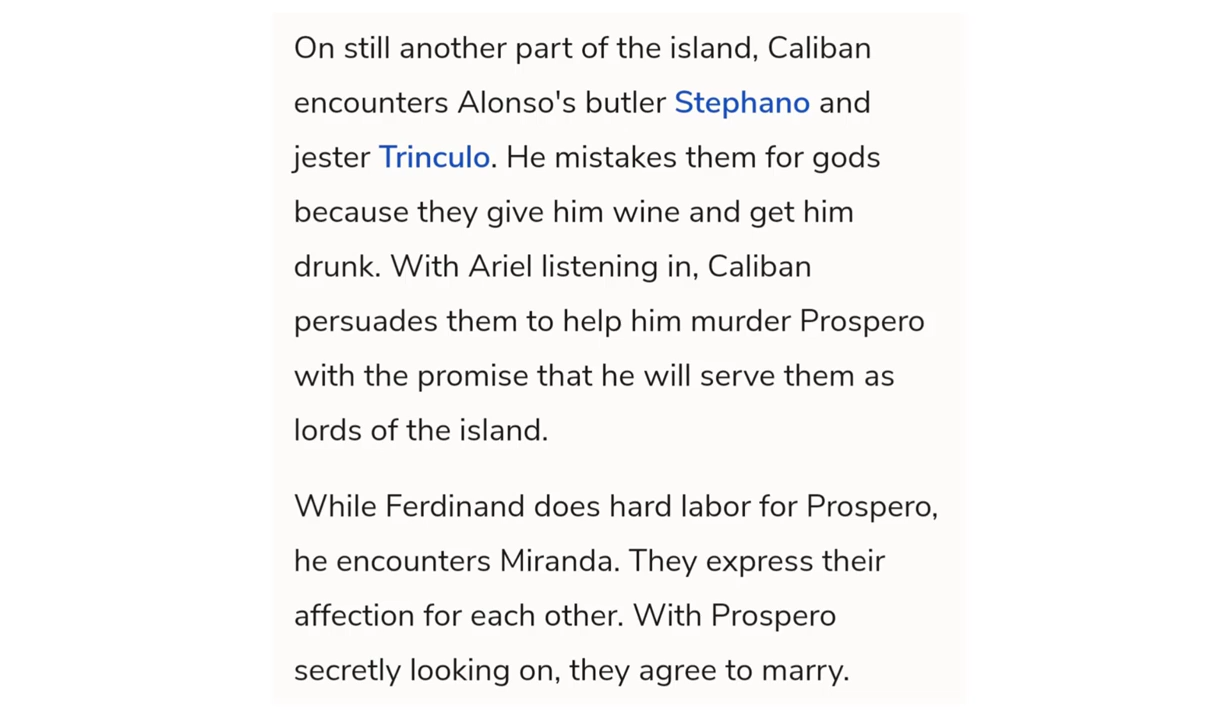 On still another part of the island, Caliban
encounters Alonso's butler Stephano and
jester Trinculo. He mistakes them for gods
because they give him wine and get him
drunk. With Ariel listening in, Caliban
persuades them to help him murder Prospero
with the promise that he will serve them as
lords of the island.
While Ferdinand does hard labor for Prospero,
he encounters Miranda. They express their
affection for each other. With Prospero
secretly looking on, they agree to marry.